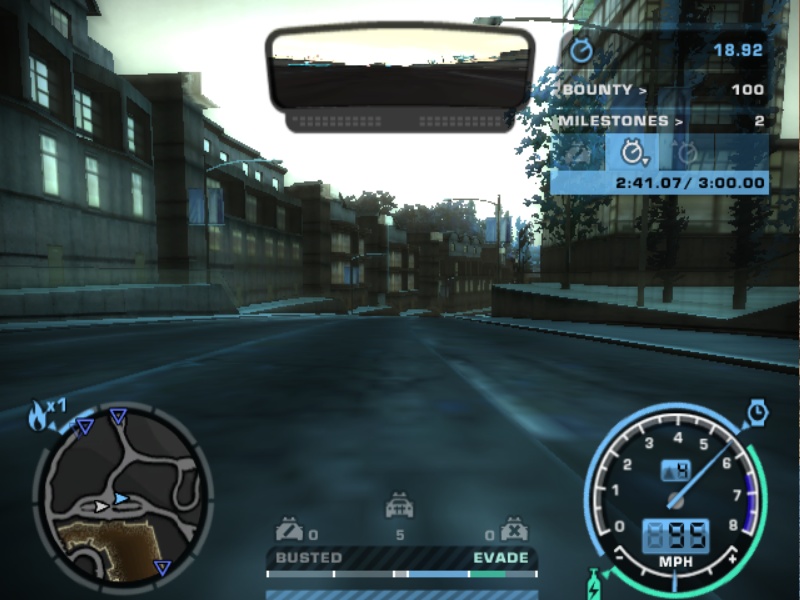 18.92
BOUNTY > 100
MILESTONES > 2
2:41.07/ 3:00.00
x1
0 5 0
BUSTED EVADE
0 1 2 3 4 5 6 7 8
4
95
MPH
- +